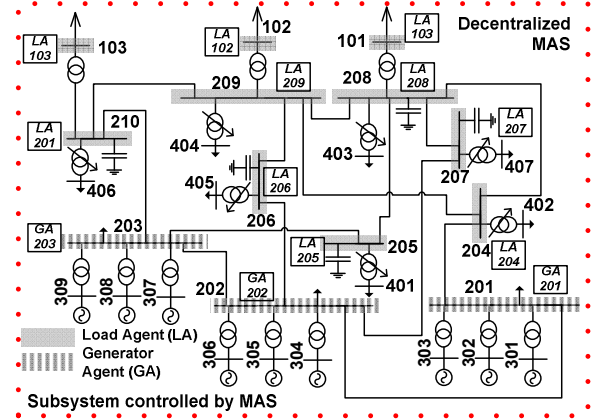 Decentralized
MAS
103
LA
103
LA
102
102
101
LA
103
209
LA
209
208
LA
208
LA
201
210
404
403
LA
207
207
407
406
405
LA
206
206
402
204
LA
204
GA
203
203
LA
205
205
401
309
308
307
202
GA
202
201
GA
201
306
305
304
303
302
301
Load Agent (LA)
Generator
Agent (GA)
Subsystem controlled by MAS